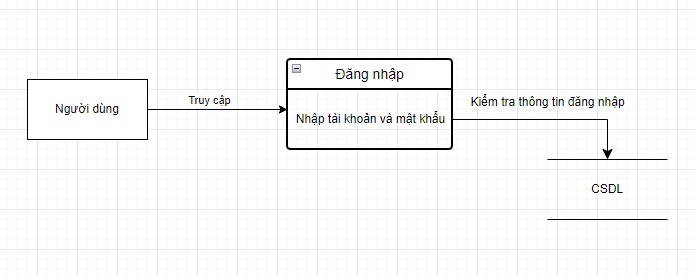 Đăng nhập
Người dùng
Truy cập
Nhập tài khoản và mật khẩu
Kiểm tra thông tin đăng nhập
CSDL